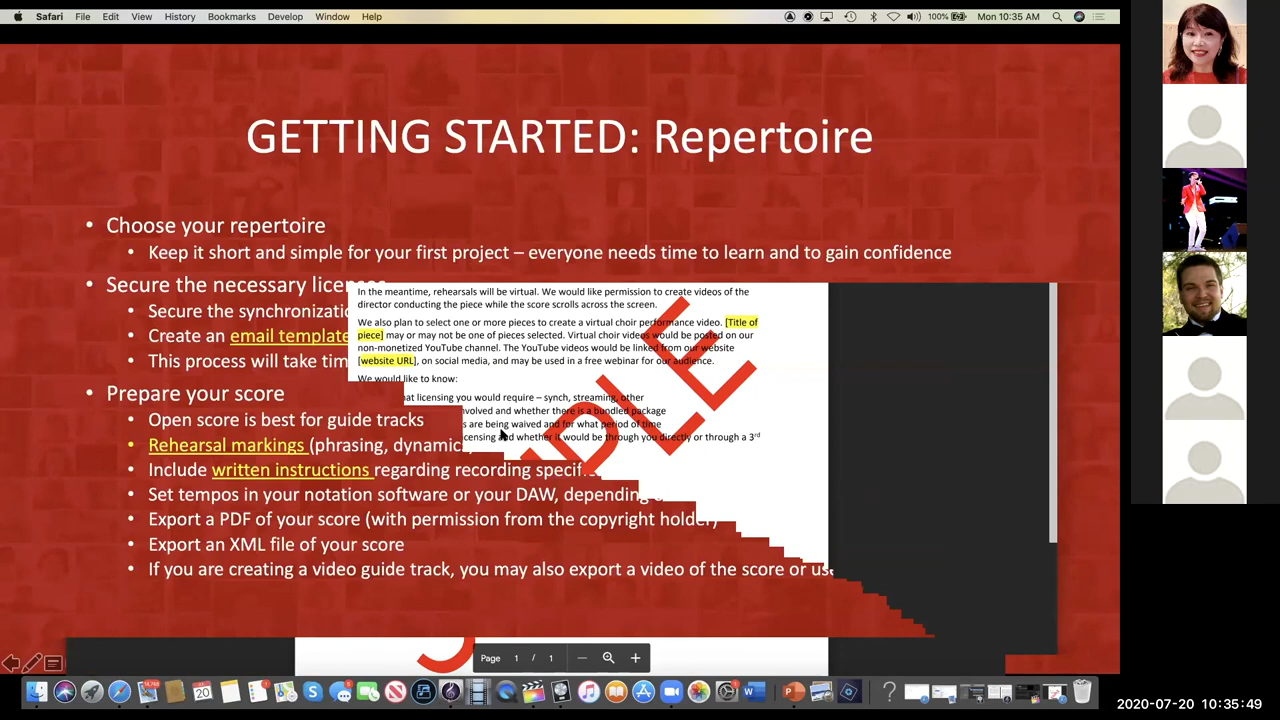 Safari File Edit View History Bookmarks Develop Window Help 100% Mon 10:35 AM
GETTING STARTED: Repertoire
• Choose your repertoire
• Keep it short and simple for your first project – everyone needs time to learn and to gain confidence
• Secure the necessary
• Secure the
• Create an email template
• This process will take
In the meantime, rehearsals will be virtual. We would like permission to create videos of the
director conducting the piece while the score scrolls across the screen.
We also plan to select one or more pieces to create a virtual choir performance video. [Title of
piece] may or may not be one of pieces selected. Virtual choir videos would be posted on our
non-monetized YouTube channel. The YouTube videos would be linked from our website
[website URL], on social media, and may be used in a free webinar for our audience.
We would like to know:
licensing you would require – synch, streaming, other
and whether there is a bundled package
are being waived and for what period of time
and whether it would be through you directly or through a 3rd
• Prepare your score
• Open score is best for guide tracks
• Rehearsal markings (phrasing,
• Include written instructions regarding recording
• Set tempos in your notation software or your DAW, depending
• Export a PDF of your score (with permission from the copyright holder)
• Export an XML file of your score
• If you are creating a video guide track, you may also export a video of the score or
Page 1 / 1
2020-07-20 10:35:49